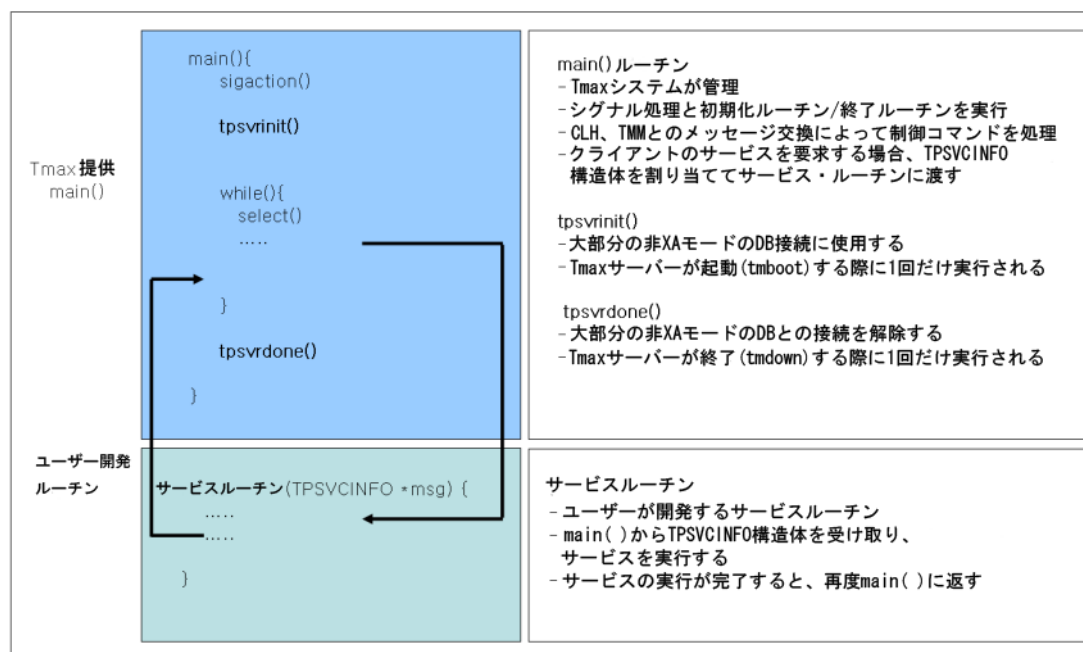 Tmax 提供
main()
main(){
sigaction()
tpsvrinit()
while(){
select()
.....
}
tpsvrdone()
}
main()ルーチン
-Tmaxシステムが管理
-シグナル処理と初期化ルーチン/終了ルーチンを実行
-CLH、TMMとのメッセージ交換によって制御コマンドを処理
-クライアントのサービスを要求する場合、TPSVCINFO
構造体を割り当ててサービス・ルーチンに渡す
tpsvrinit()
-大部分の非XAモードのDB接続に使用する
-Tmaxサーバーが起動(tmboot)する際に1回だけ実行される
tpsvrdone()
-大部分の非XAモードのDBとの接続を解除する
-Tmaxサーバーが終了(tmdown)する際に1回だけ実行される
ユーザー開発
ルーチン
サービスルーチン(TPSVCINFO *msg) {
.....
.....
}
サービスルーチン
-ユーザーが開発するサービスルーチン
-main( )からTPSVCINFO構造体を受け取り、
サービスを実行する
-サービスの実行が完了すると、再度main( )に返す